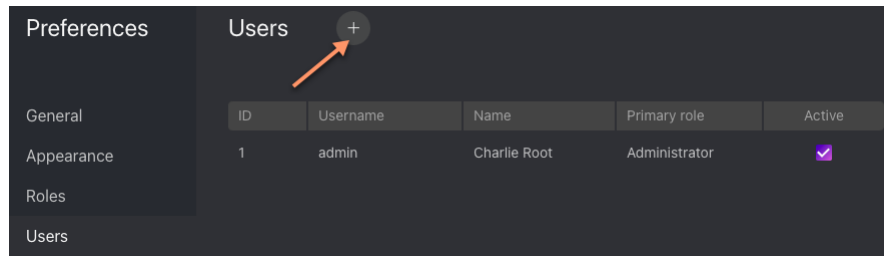 Preferences
Users +
General
Appearance
Roles
Users
ID Username Name Primary role Active
1 admin Charlie Root Administrator